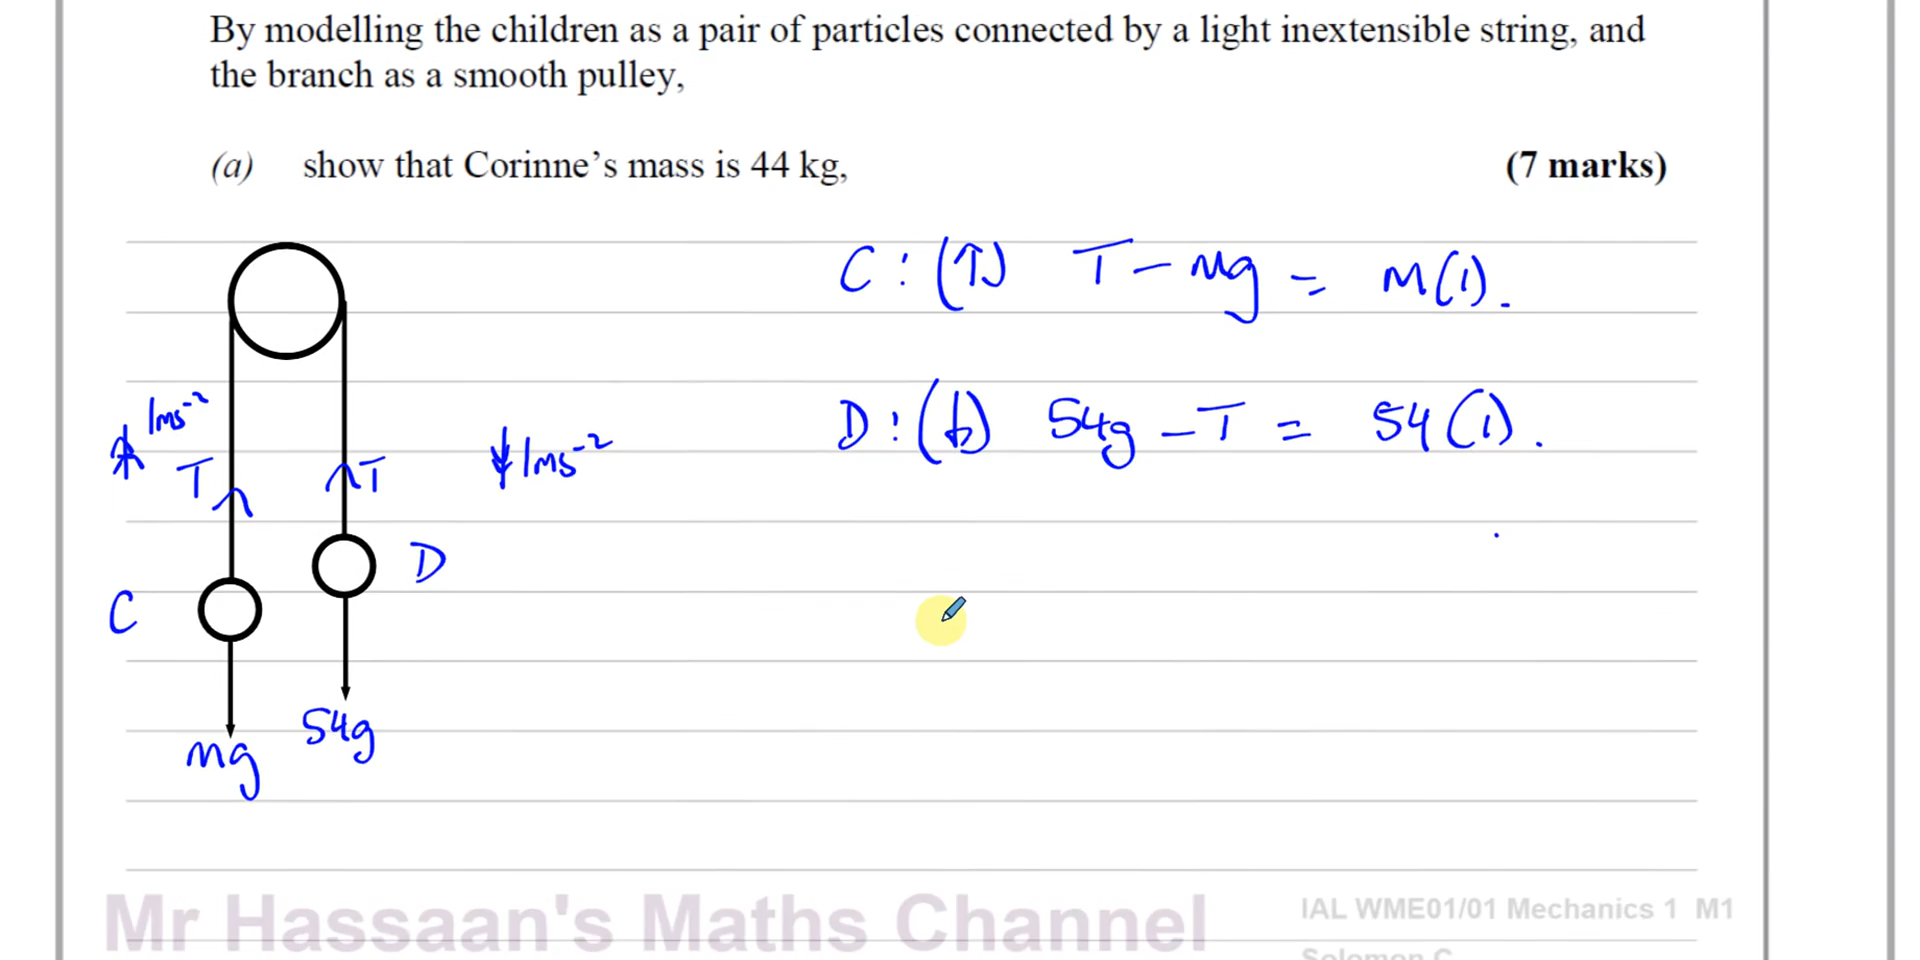 By modelling the children as a pair of particles connected by a light inextensible string, and
the branch as a smooth pulley,
(a) show that Corinne’s mass is 44 kg, (7 marks)
C : (↑) T - Mg = M(1).
D : (↓) 54g - T = 54(1).
1ms⁻²
T
T
1ms⁻²
D
C
54g
mg
Mr Hassaan's Maths Channel
IAL WME01/01 Mechanics 1 M1
Solomon C